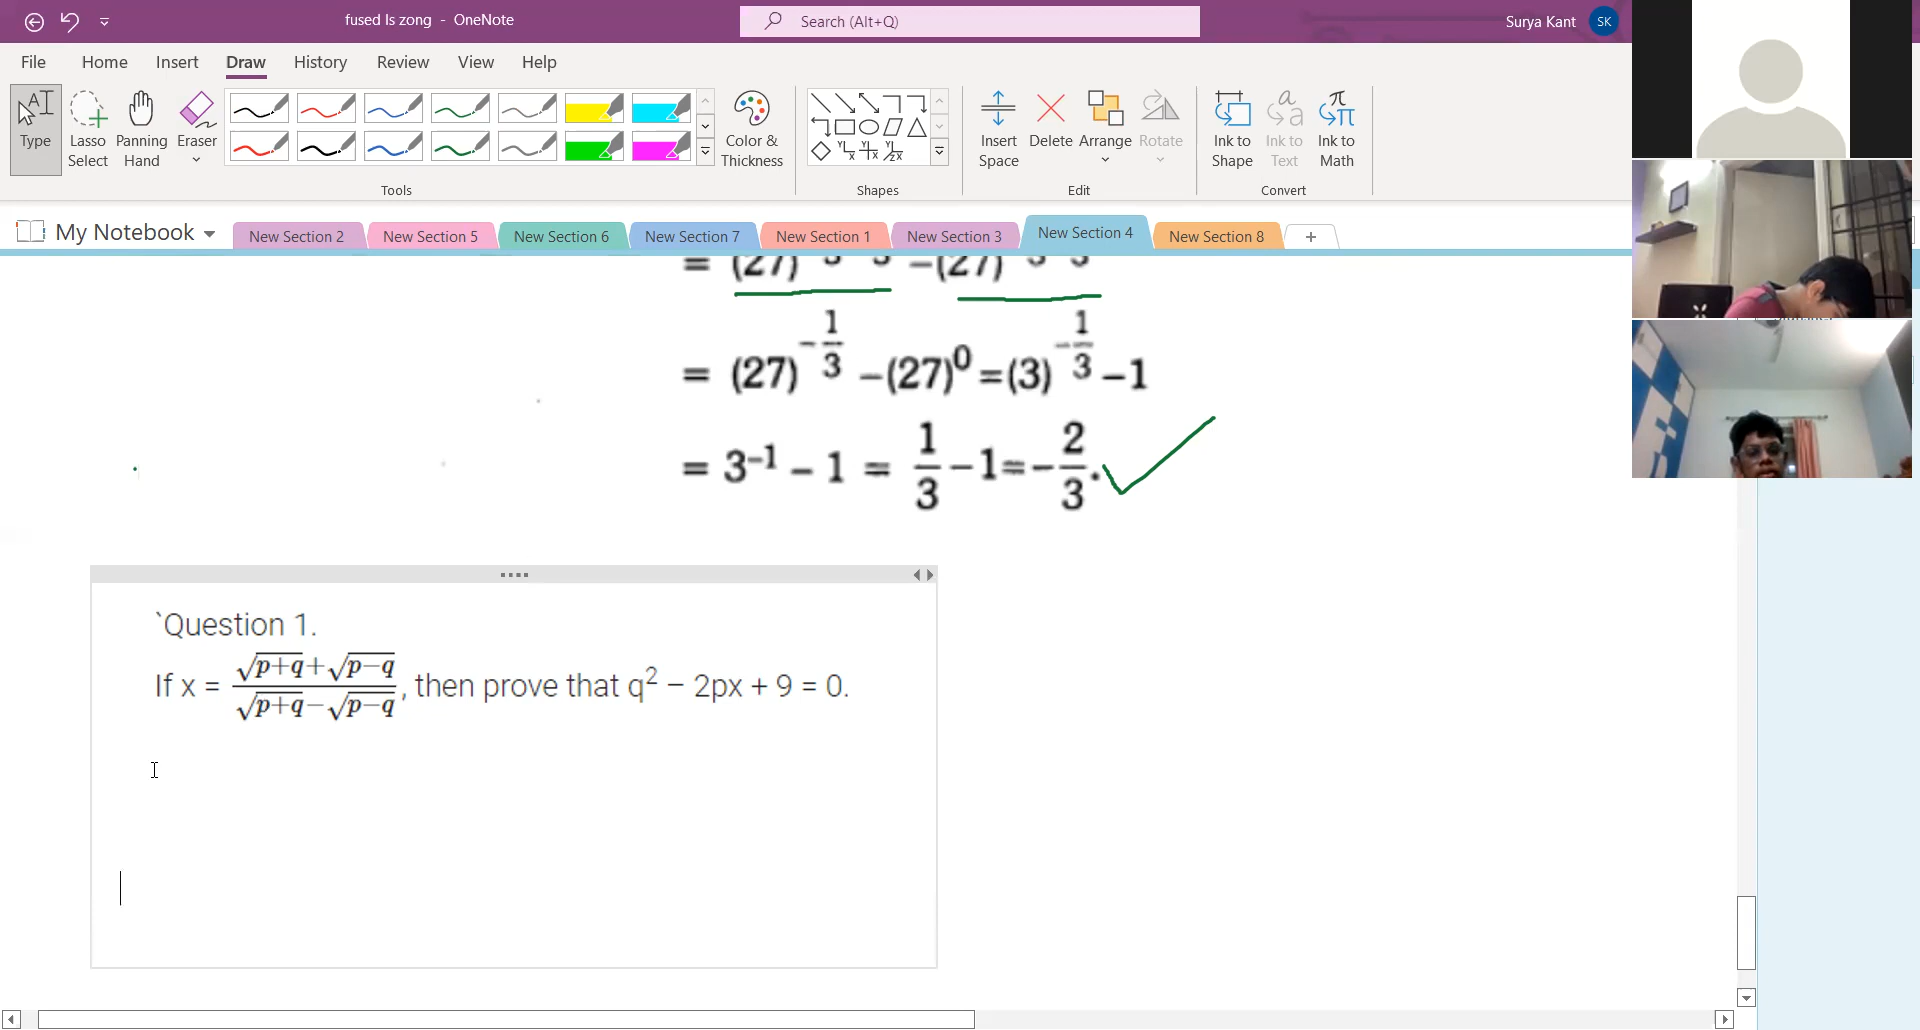 fused Is zong - OneNote
Search (Alt+Q)
Surya Kant SK
File Home Insert Draw History Review View Help
Type
Lasso Select
Panning Hand
Eraser
Color & Thickness
Insert Space
Delete
Arrange
Rotate
Ink to Shape
Ink to Text
Ink to Math
Tools Shapes Edit Convert
My Notebook New Section 2 New Section 5 New Section 6 New Section 7 New Section 1 New Section 3 New Section 4 New Section 8 +
= (27)^{-1/3} − (27)^0 = (3)^{-1/3} − 1
= 3^{-1} − 1 = 1/3 − 1 = − 2/3.
`Question 1.
If x = (√(p+q)+√(p−q))/(√(p+q)−√(p−q)), then prove that q² − 2px + 9 = 0.